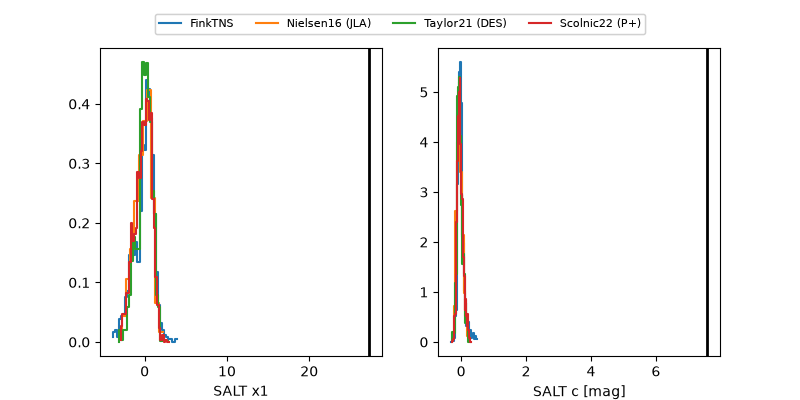 FinkTNS Nielsen16 (JLA) Taylor21 (DES) Scolnic22 (P+)
0.4
0.3
0.2
0.1
0.0
0 10 20
SALT x1
5
4
3
2
1
0
0 2 4 6
SALT c [mag]